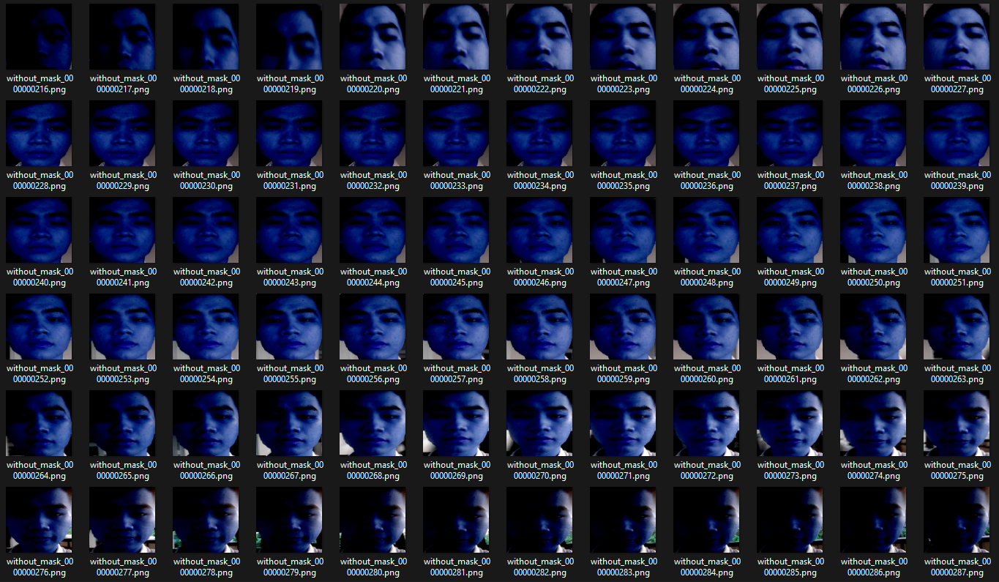 without_mask_00 without_mask_00 without_mask_00 without_mask_00 without_mask_00 without_mask_00 without_mask_00 without_mask_00 without_mask_00 without_mask_00 without_mask_00 without_mask_00
00000216.png 00000217.png 00000218.png 00000219.png 00000220.png 00000221.png 00000222.png 00000223.png 00000224.png 00000225.png 00000226.png 00000227.png
without_mask_00 without_mask_00 without_mask_00 without_mask_00 without_mask_00 without_mask_00 without_mask_00 without_mask_00 without_mask_00 without_mask_00 without_mask_00 without_mask_00
00000228.png 00000229.png 00000230.png 00000231.png 00000232.png 00000233.png 00000234.png 00000235.png 00000236.png 00000237.png 00000238.png 00000239.png
without_mask_00 without_mask_00 without_mask_00 without_mask_00 without_mask_00 without_mask_00 without_mask_00 without_mask_00 without_mask_00 without_mask_00 without_mask_00 without_mask_00
00000240.png 00000241.png 00000242.png 00000243.png 00000244.png 00000245.png 00000246.png 00000247.png 00000248.png 00000249.png 00000250.png 00000251.png
without_mask_00 without_mask_00 without_mask_00 without_mask_00 without_mask_00 without_mask_00 without_mask_00 without_mask_00 without_mask_00 without_mask_00 without_mask_00 without_mask_00
00000252.png 00000253.png 00000254.png 00000255.png 00000256.png 00000257.png 00000258.png 00000259.png 00000260.png 00000261.png 00000262.png 00000263.png
without_mask_00 without_mask_00 without_mask_00 without_mask_00 without_mask_00 without_mask_00 without_mask_00 without_mask_00 without_mask_00 without_mask_00 without_mask_00 without_mask_00
00000264.png 00000265.png 00000266.png 00000267.png 00000268.png 00000269.png 00000270.png 00000271.png 00000272.png 00000273.png 00000274.png 00000275.png
without_mask_00 without_mask_00 without_mask_00 without_mask_00 without_mask_00 without_mask_00 without_mask_00 without_mask_00 without_mask_00 without_mask_00 without_mask_00 without_mask_00
00000276.png 00000277.png 00000278.png 00000279.png 00000280.png 00000281.png 00000282.png 00000283.png 00000284.png 00000285.png 00000286.png 00000287.png